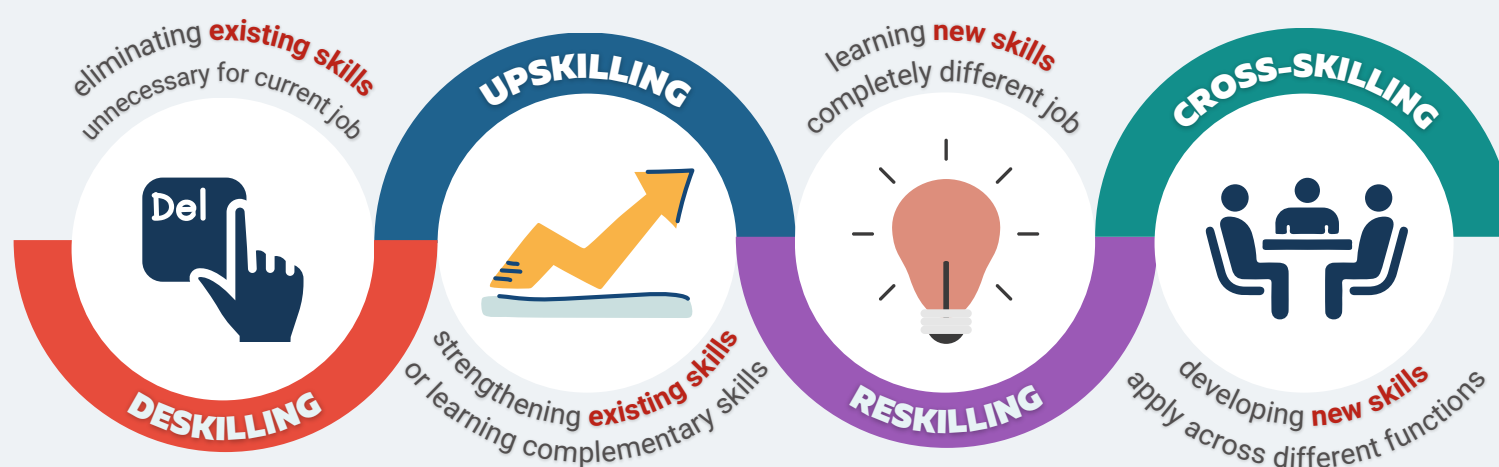 eliminating existing skills
unnecessary for current job
Del
DESKILLING
UPSKILLING
strengthening existing skills
or learning complementary skills
learning new skills
completely different job
RESKILLING
CROSS-SKILLING
developing new skills
apply across different functions